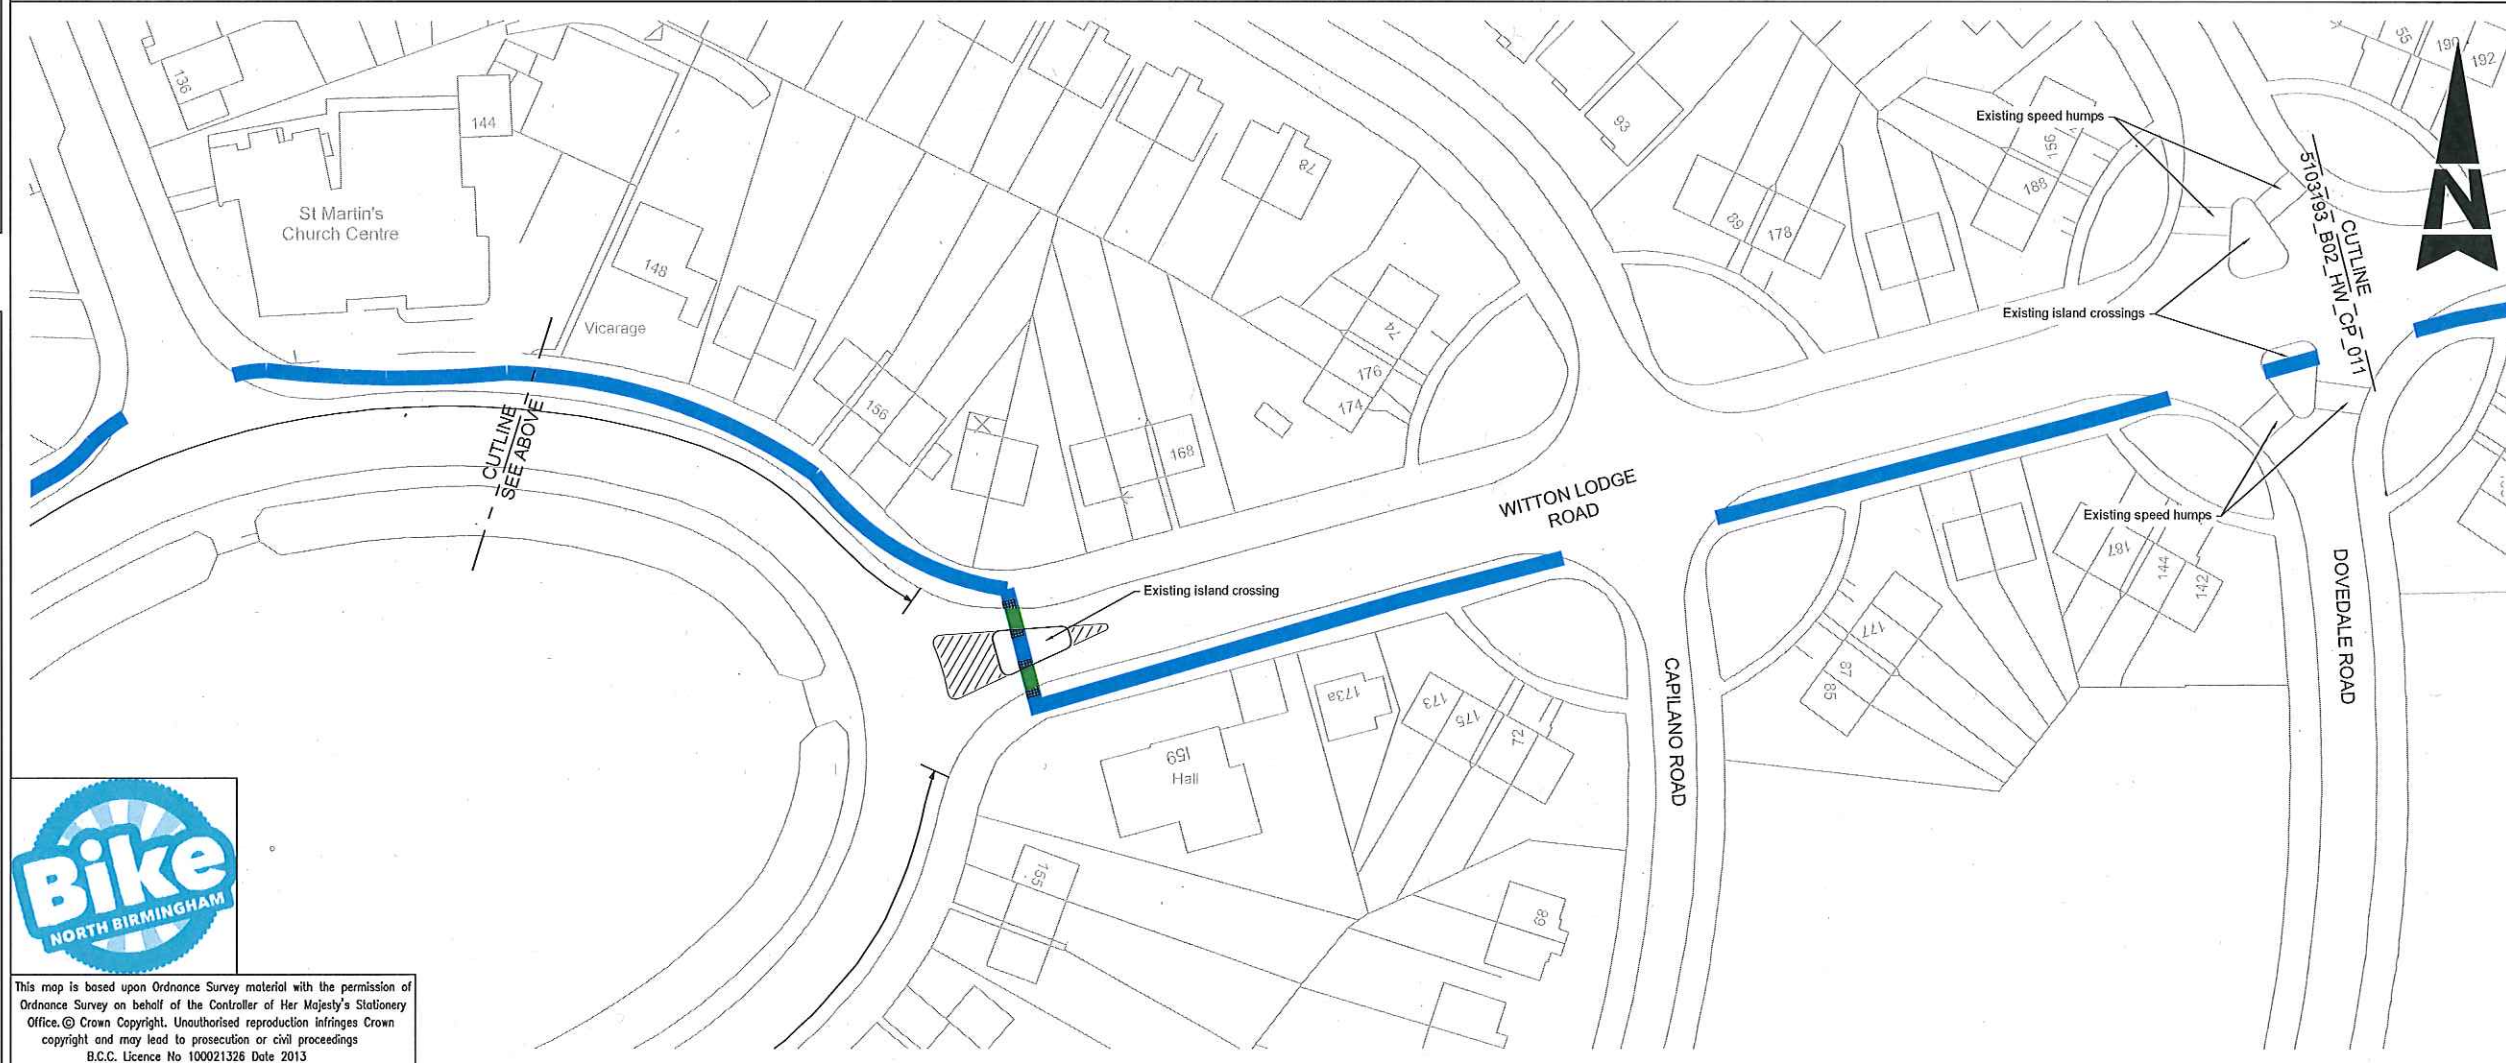 136
144
St Martin's
Church Centre
148
Vicarage
156
168
78
74
176
174
93
89
178
156
188
55
190
192
Existing speed humps
Existing island crossings
CUTLINE
5103193_B02_HW_CP_011
CUTLINE
SEE ABOVE
N
WITTON LODGE
ROAD
Existing island crossing
Existing speed humps
187
144
142
DOVEDALE ROAD
CAPILANO ROAD
177
87
85
173a
173
175
72
159
Hall
155
89
Bike
NORTH BIRMINGHAM
This map is based upon Ordnance Survey material with the permission of
Ordnance Survey on behalf of the Controller of Her Majesty's Stationery
Office.© Crown Copyright. Unauthorised reproduction infringes Crown
copyright and may lead to prosecution or civil proceedings
B.C.C. Licence No 100021326 Date 2013